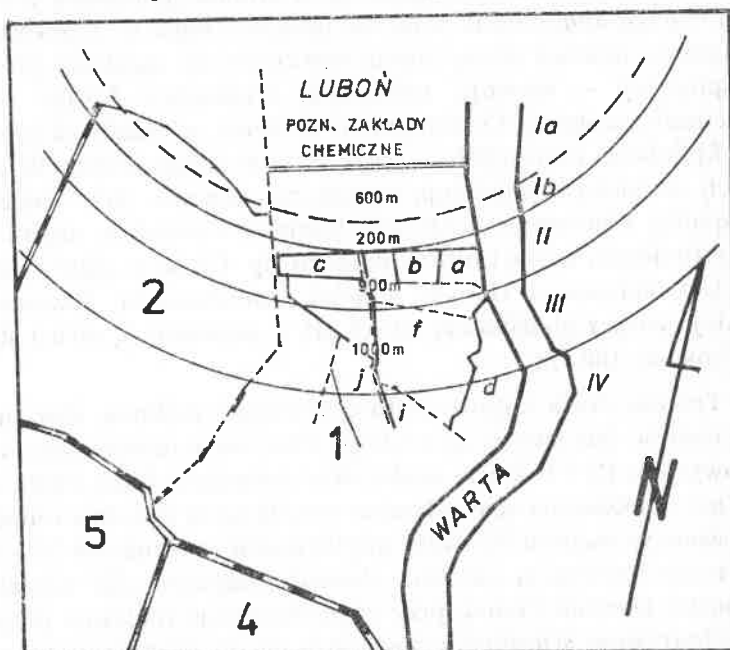 LUBOŃ
POZN. ZAKŁADY
CHEMICZNE
Ia
600m
Ib
200m
II
c b a
900m
2
III
f
1000m
j
IV
d
i
1
WARTA
N
5
4